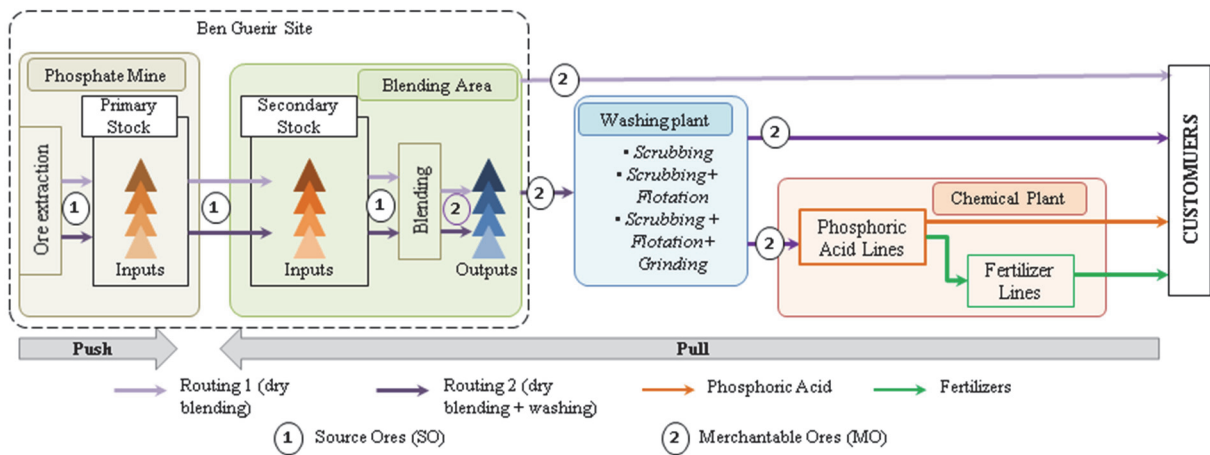 Ben Guerir Site
Phosphate Mine
Ore extraction
1
Primary
Stock
Inputs
1
Blending Area
Secondary
Stock
Inputs
1
Blending
2
Outputs
2
2
Washing plant
▪ Scrubbing
▪ Scrubbing+
Flotation
▪ Scrubbing +
Flotation+
Grinding
2
2
Chemical Plant
Phosphoric
Acid Lines
Fertilizer
Lines
CUSTOMUERS
Push
Pull
Routing 1 (dry
blending)
Routing 2 (dry
blending + washing)
Phosphoric Acid
Fertilizers
1 Source Ores (SO)
2 Merchantable Ores (MO)